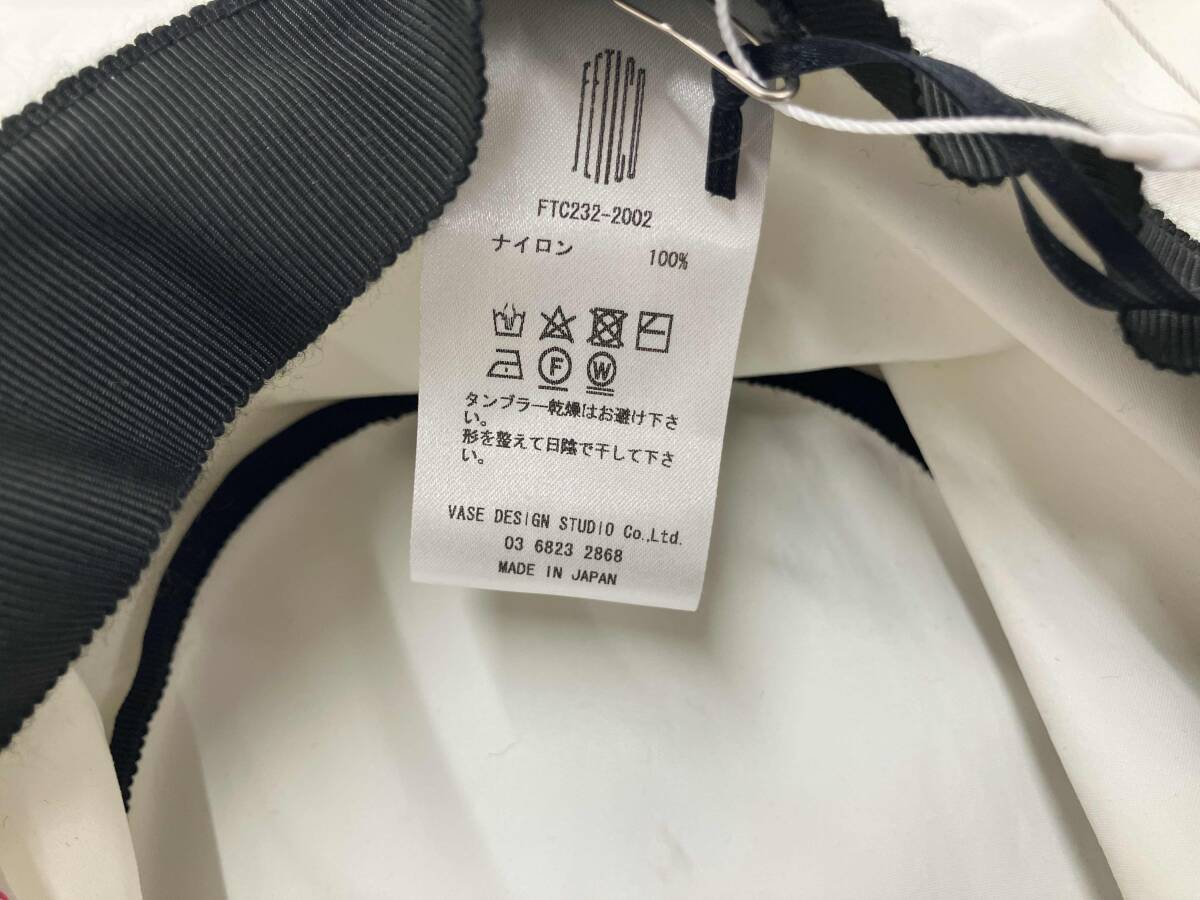 FETICO
FTC232-2002
ナイロン 100%
F W
タンブラー乾燥はお避け下さ
い。
形を整えて日陰で干して下さ
い。
VASE DESIGN STUDIO Co.,Ltd.
03 6823 2868
MADE IN JAPAN